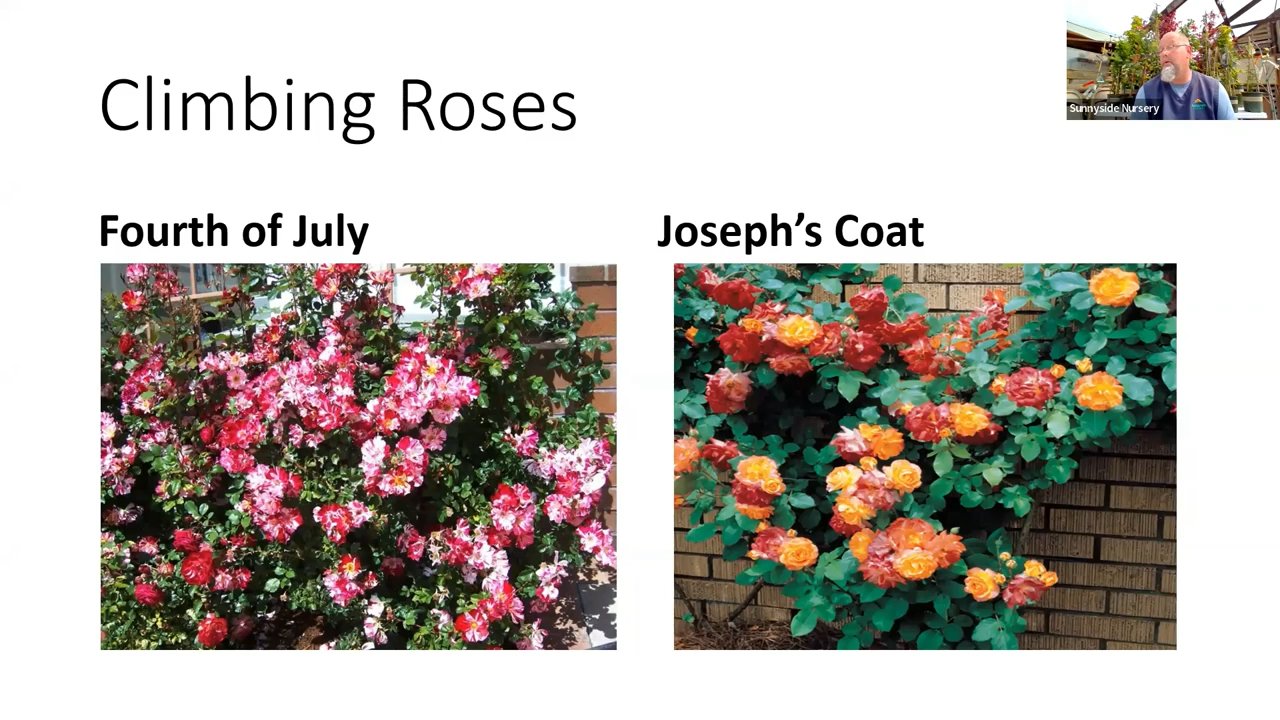 Climbing Roses
Sunnyside Nursery
Fourth of July
Joseph's Coat